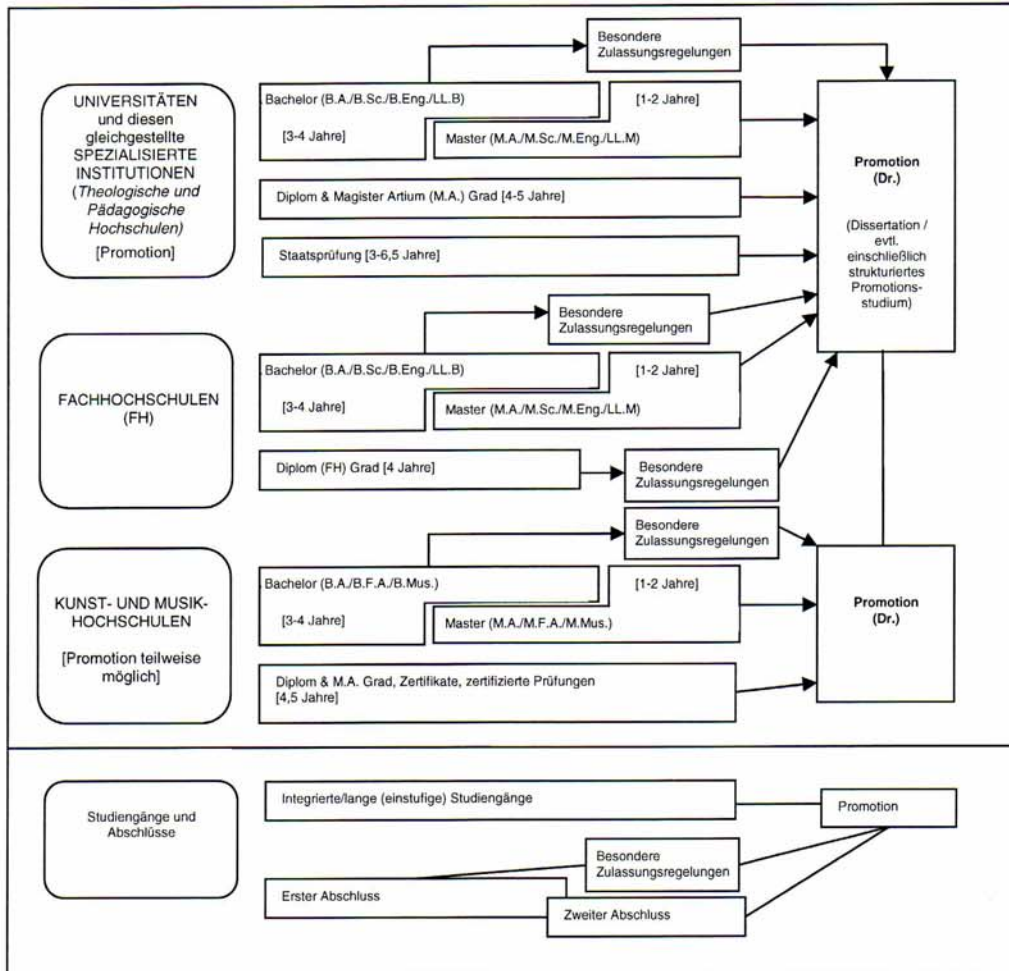 Besondere
Zulassungsregelungen
UNIVERSITÄTEN
und diesen
gleichgestellte
SPEZIALISIERTE
INSTITUTIONEN
(Theologische und
Pädagogische
Hochschulen)
[Promotion]
Bachelor (B.A./B.Sc./B.Eng./LL.B)
[3-4 Jahre]
[1-2 Jahre]
Master (M.A./M.Sc./M.Eng./LL.M)
Diplom & Magister Artium (M.A.) Grad [4-5 Jahre]
Staatsprüfung [3-6,5 Jahre]
Promotion
(Dr.)
(Dissertation /
evtl.
einschließlich
strukturiertes
Promotions-
studium)
FACHHOCHSCHULEN
(FH)
Besondere
Zulassungsregelungen
Bachelor (B.A./B.Sc./B.Eng./LL.B)
[3-4 Jahre]
[1-2 Jahre]
Master (M.A./M.Sc./M.Eng./LL.M)
Diplom (FH) Grad [4 Jahre]
Besondere
Zulassungsregelungen
KUNST- UND MUSIK-
HOCHSCHULEN
[Promotion teilweise
möglich]
Besondere
Zulassungsregelungen
Bachelor (B.A./B.F.A./B.Mus.)
[3-4 Jahre]
[1-2 Jahre]
Master (M.A./M.F.A./M.Mus.)
Diplom & M.A. Grad, Zertifikate, zertifizierte Prüfungen
[4,5 Jahre]
Promotion
(Dr.)
Studiengänge und
Abschlüsse
Integrierte/lange (einstufige) Studiengänge
Promotion
Besondere
Zulassungsregelungen
Erster Abschluss
Zweiter Abschluss